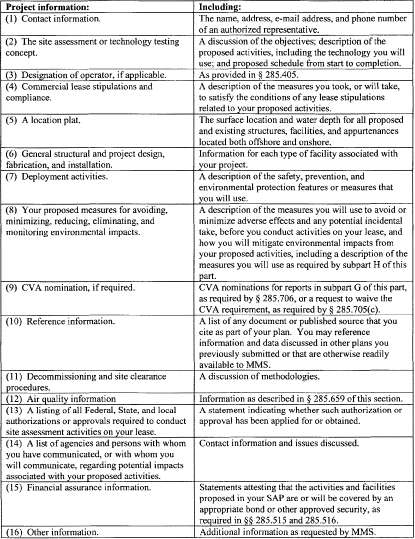 Project information:
Including:
(1) Contact information.
The name, address, e-mail address, and phone number
of an authorized representative.
(2) The site assessment or technology testing
concept.
A discussion of the objectives; description of the
proposed activities, including the technology you will
use; and proposed schedule from start to completion.
(3) Designation of operator, if applicable.
As provided in § 285.405.
(4) Commercial lease stipulations and
compliance.
A description of the measures you took, or will take,
to satisfy the conditions of any lease stipulations
related to your proposed activities.
(5) A location plat.
The surface location and water depth for all proposed
and existing structures, facilities, and appurtenances
located both offshore and onshore.
(6) General structural and project design,
fabrication, and installation.
Information for each type of facility associated with
your project.
(7) Deployment activities.
A description of the safety, prevention, and
environmental protection features or measures that
you will use.
(8) Your proposed measures for avoiding,
minimizing, reducing, eliminating, and
monitoring environmental impacts.
A description of the measures you will use to avoid or
minimize adverse effects and any potential incidental
take, before you conduct activities on your lease, and
how you will mitigate environmental impacts from
your proposed activities, including a description of the
measures you will use as required by subpart H of this
part.
(9) CVA nomination, if required.
CVA nominations for reports in subpart G of this part,
as required by § 285.706, or a request to waive the
CVA requirement, as required by § 285.705(c).
(10) Reference information.
A list of any document or published source that you
cite as part of your plan. You may reference
information and data discussed in other plans you
previously submitted or that are otherwise readily
available to MMS.
(11) Decommissioning and site clearance
procedures.
A discussion of methodologies.
(12) Air quality information
Information as described in § 285.659 of this section.
(13) A listing of all Federal, State, and local
authorizations or approvals required to conduct
site assessment activities on your lease.
A statement indicating whether such authorization or
approval has been applied for or obtained.
(14) A list of agencies and persons with whom
you have communicated, or with whom you
will communicate, regarding potential impacts
associated with your proposed activities.
Contact information and issues discussed.
(15) Financial assurance information.
Statements attesting that the activities and facilities
proposed in your SAP are or will be covered by an
appropriate bond or other approved security, as
required in §§ 285.515 and 285.516.
(16) Other information.
Additional information as requested by MMS.